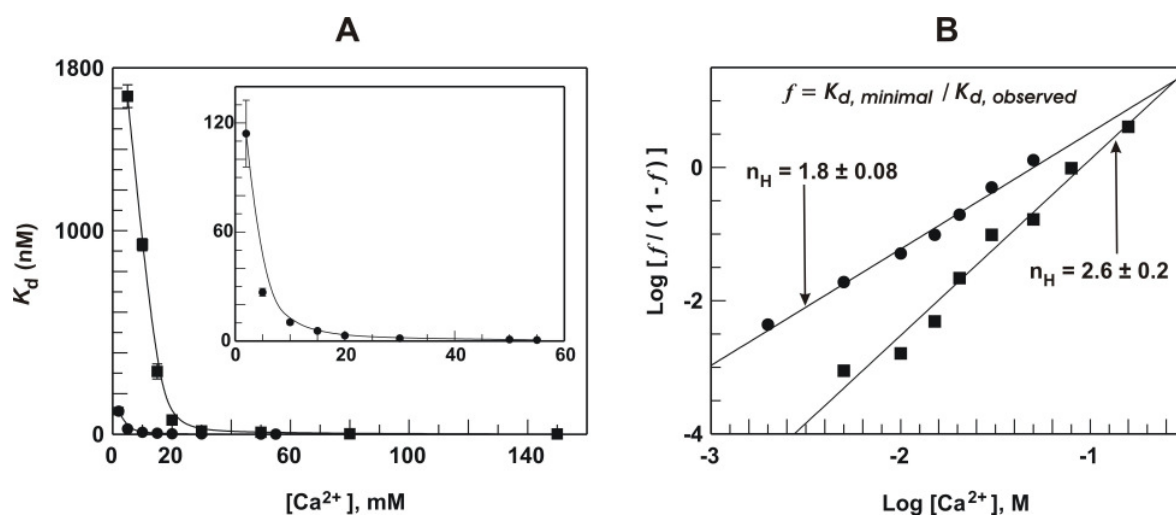 A
B
1800
1000
0
K_d (nM)
0
20
60
100
140
[Ca²⁺], mM
120
60
0
0
20
40
60
f = K_d, minimal / K_d, observed
n_H = 1.8 ± 0.08
n_H = 2.6 ± 0.2
Log [ f / ( 1 - f ) ]
0
-2
-4
-3
-2
-1
Log [Ca²⁺], M